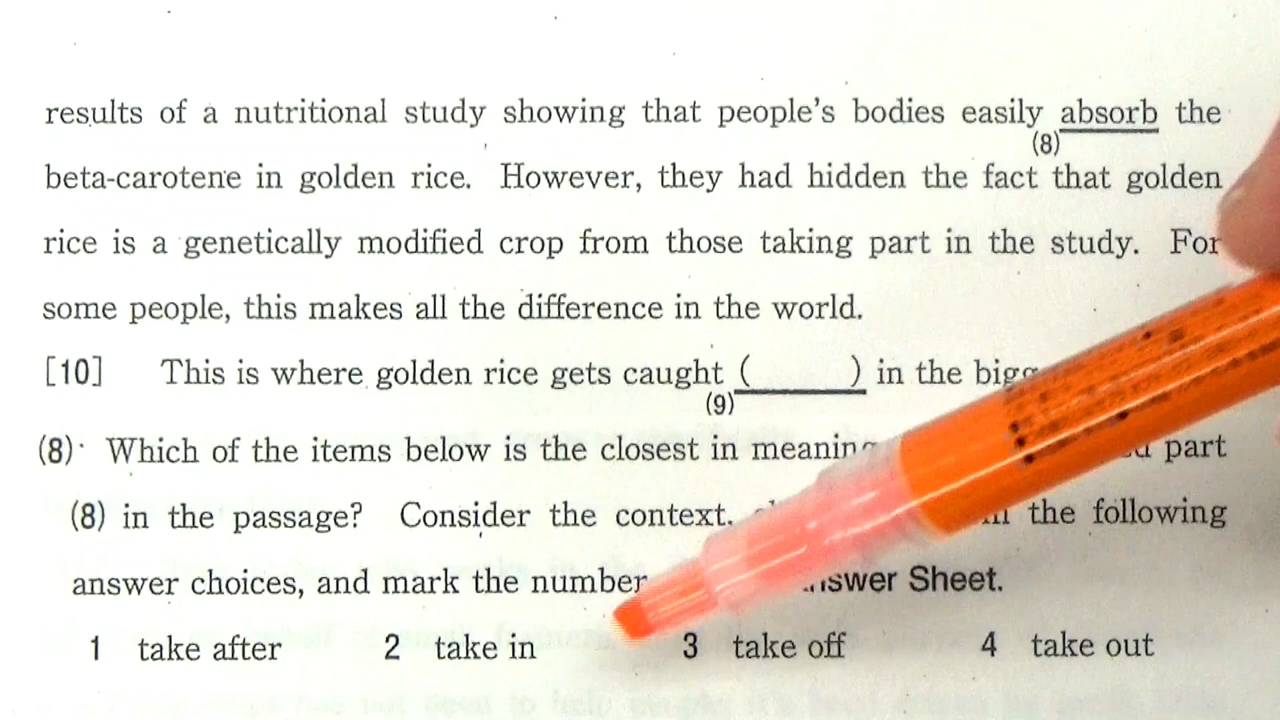 results of a nutritional study showing that people's bodies easily absorb the
(8)
beta-carotene in golden rice. However, they had hidden the fact that golden
rice is a genetically modified crop from those taking part in the study. For
some people, this makes all the difference in the world.
[10] This is where golden rice gets caught ( ) in the
(9)
(8) Which of the items below is the closest in meaning part
(8) in the passage? Consider the context, the following
answer choices, and mark the number Answer Sheet.
1 take after 2 take in 3 take off 4 take out